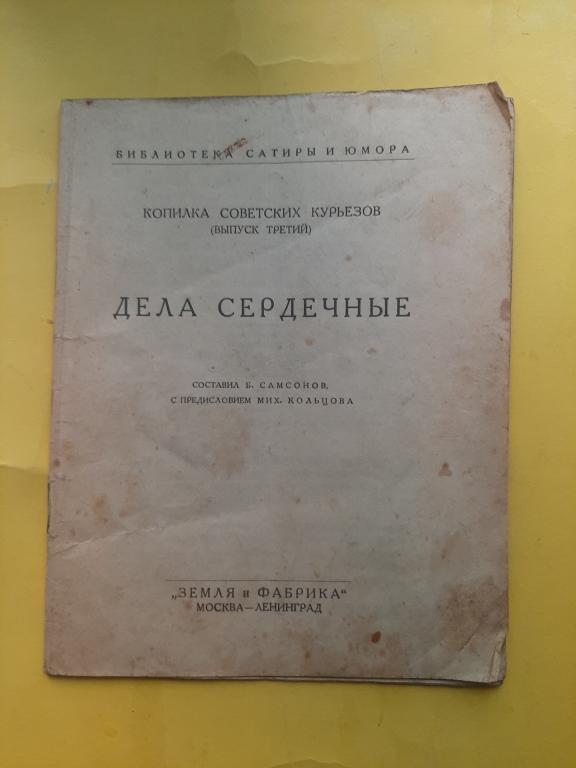 БИБЛИОТЕКА САТИРЫ И ЮМОРА
КОПИЛКА СОВЕТСКИХ КУРЬЕЗОВ
(ВЫПУСК ТРЕТИЙ)
ДЕЛА СЕРДЕЧНЫЕ
СОСТАВИЛ Б. САМСОНОВ,
С ПРЕДИСЛОВИЕМ МИХ. КОЛЬЦОВА
„ЗЕМЛЯ и ФАБРИКА“
МОСКВА—ЛЕНИНГРАД